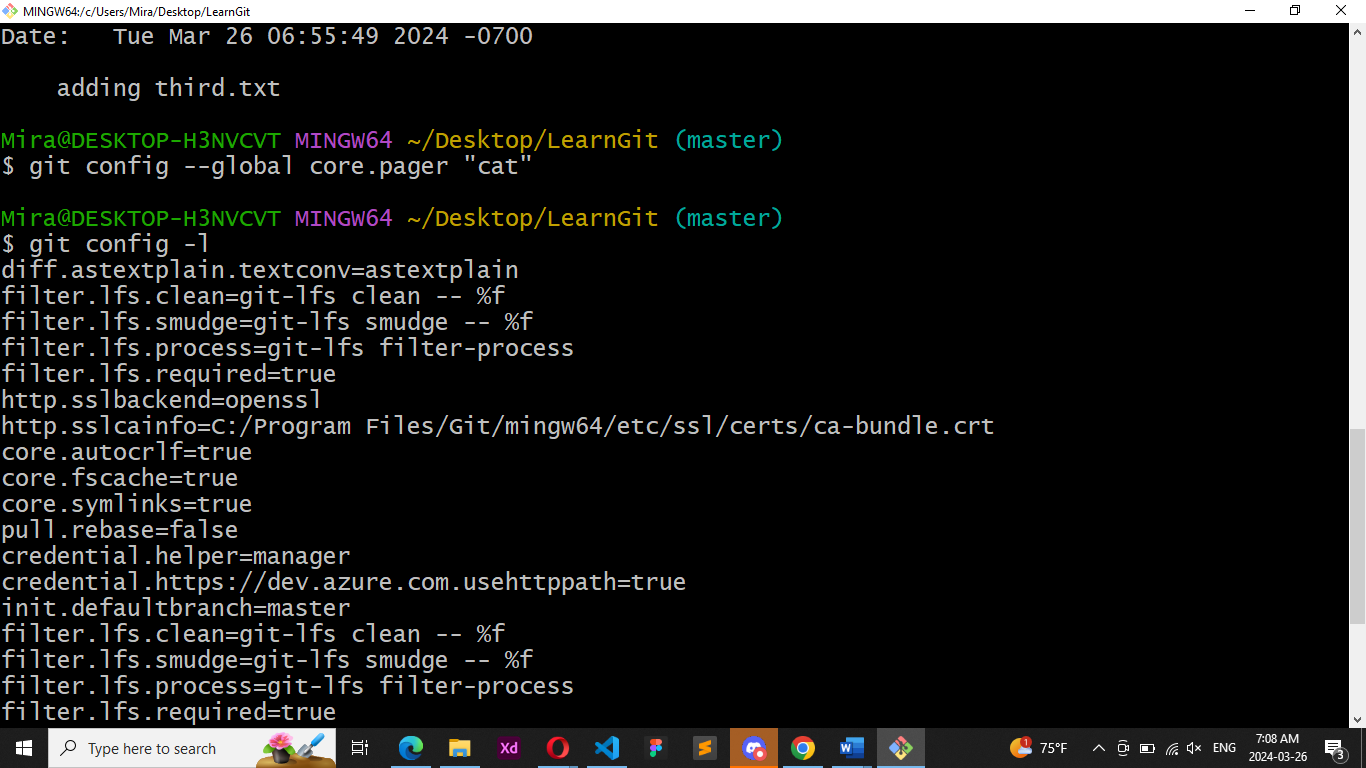 MINGW64:/c/Users/Mira/Desktop/LearnGit
Date:   Tue Mar 26 06:55:49 2024 -0700
    adding third.txt
Mira@DESKTOP-H3NVCVT MINGW64 ~/Desktop/LearnGit (master)
$ git config --global core.pager "cat"
Mira@DESKTOP-H3NVCVT MINGW64 ~/Desktop/LearnGit (master)
$ git config -l
diff.astextplain.textconv=astextplain
filter.lfs.clean=git-lfs clean -- %f
filter.lfs.smudge=git-lfs smudge -- %f
filter.lfs.process=git-lfs filter-process
filter.lfs.required=true
http.sslbackend=openssl
http.sslcainfo=C:/Program Files/Git/mingw64/etc/ssl/certs/ca-bundle.crt
core.autocrlf=true
core.fscache=true
core.symlinks=true
pull.rebase=false
credential.helper=manager
credential.https://dev.azure.com.usehttppath=true
init.defaultbranch=master
filter.lfs.clean=git-lfs clean -- %f
filter.lfs.smudge=git-lfs smudge -- %f
filter.lfs.process=git-lfs filter-process
filter.lfs.required=true
Type here to search
Xd
W
1
75°F
ENG
7:08 AM
2024-03-26
3